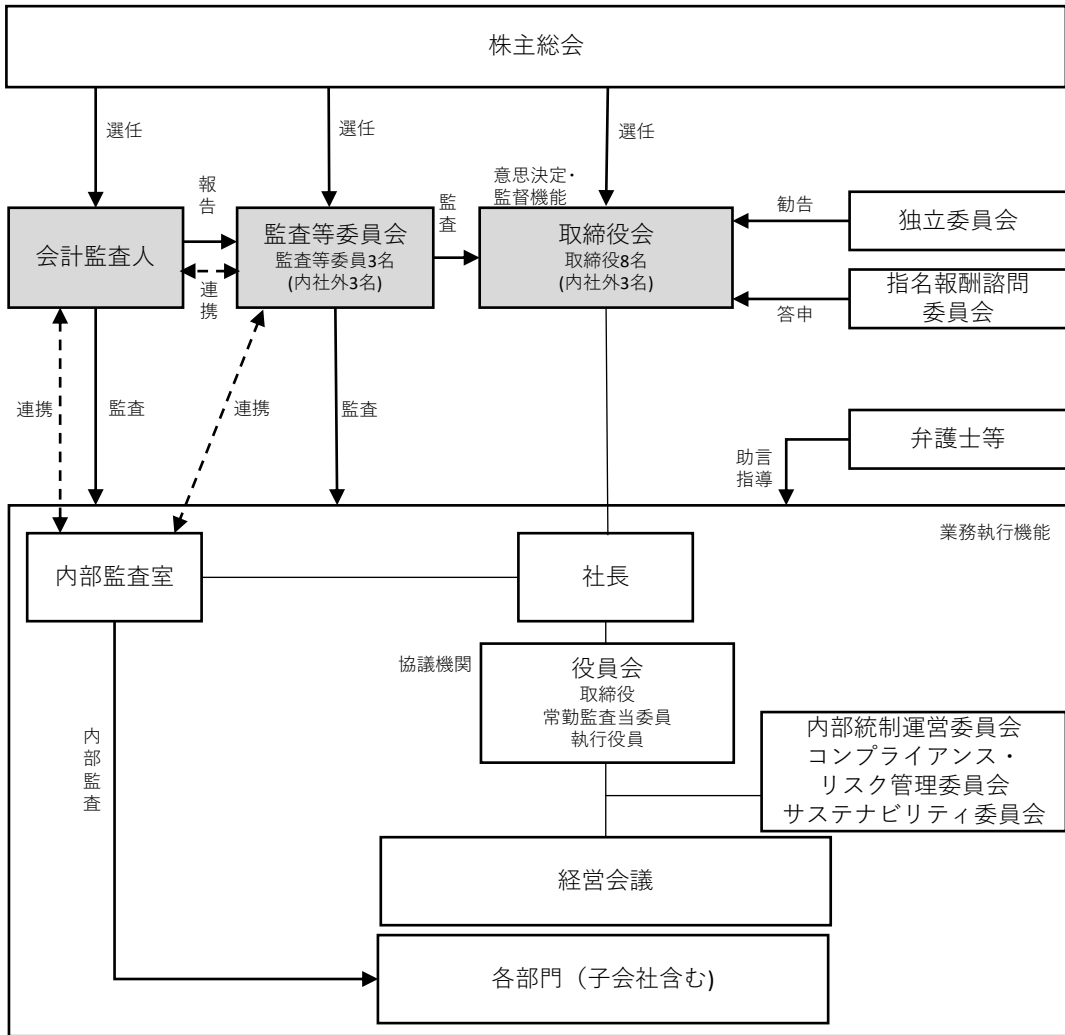 株主総会
選任
選任
選任
報告
監査
意思決定・
監督機能
会計監査人
監査等委員会
監査等委員3名
(内社外3名)
連携
取締役会
取締役8名
(内社外3名)
勧告
独立委員会
答申
指名報酬諮問
委員会
連携
監査
連携
監査
助言
指導
弁護士等
業務執行機能
内部監査室
社長
協議機関
役員会
取締役
常勤監査当委員
執行役員
内部監査
内部統制運営委員会
コンプライアンス・
リスク管理委員会
サステナビリティ委員会
経営会議
各部門（子会社含む)